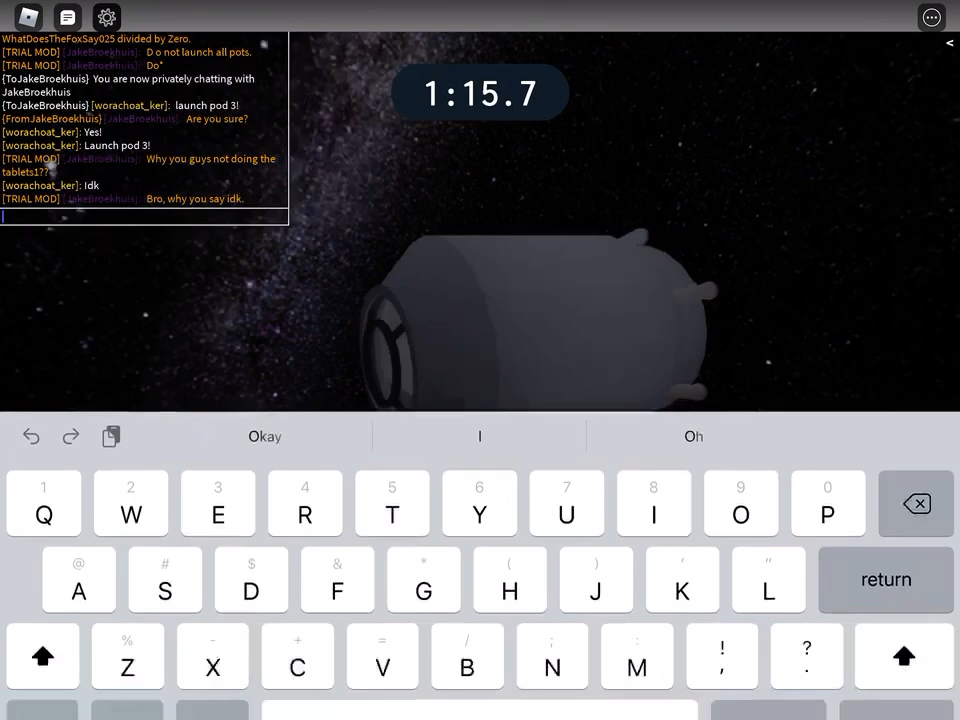 WhatDoesTheFoxSay025 divided by Zero.
[TRIAL MOD] [JakeBroekhuis]: D o not launch all pots.
[TRIAL MOD] [JakeBroekhuis]: Do*
{ToJakeBroekhuis} You are now privately chatting with
JakeBroekhuis
{ToJakeBroekhuis} [worachoat_ker]: launch pod 3!
{FromJakeBroekhuis} [JakeBroekhuis]: Are you sure?
[worachoat_ker]: Yes!
[worachoat_ker]: Launch pod 3!
[TRIAL MOD] [JakeBroekhuis]: Why you guys not doing the
tablets1??
[worachoat_ker]: Idk
[TRIAL MOD] [JakeBroekhuis]: Bro, why you say idk.
1:15.7
<
Okay I Oh
1 2 3 4 5 6 7 8 9 0
Q W E R T Y U I O P
@ # $ & * ( ) ' "
A S D F G H J K L return
% - + = / ; : ! ?
Z X C V B N M , .